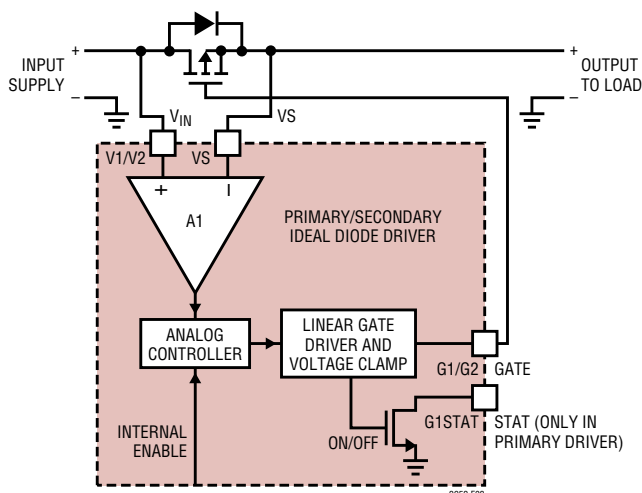 +
INPUT
SUPPLY
–
+
OUTPUT
TO LOAD
–
VIN
VS
V1/V2
VS
+
–
A1
PRIMARY/SECONDARY
IDEAL DIODE DRIVER
ANALOG
CONTROLLER
LINEAR GATE
DRIVER AND
VOLTAGE CLAMP
G1/G2
GATE
G1STAT
STAT (ONLY IN
PRIMARY DRIVER)
INTERNAL
ENABLE
ON/OFF